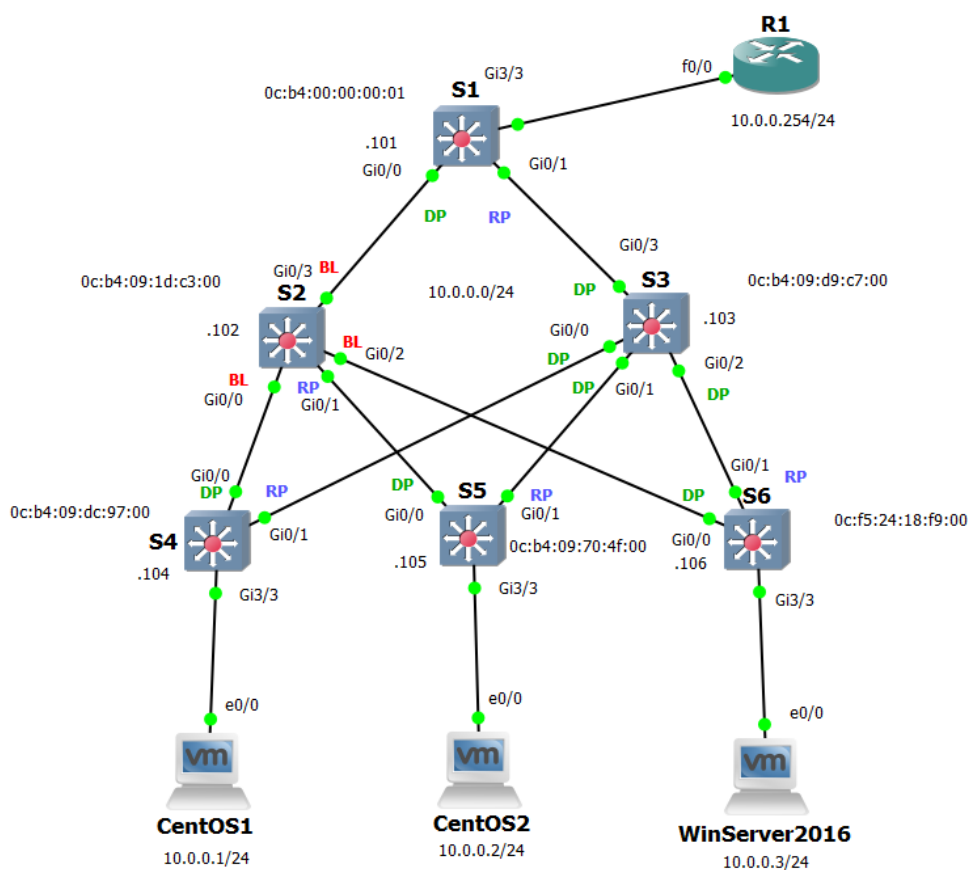 R1
f0/0
Gi3/3
S1
0c:b4:00:00:00:01
10.0.0.254/24
.101
Gi0/0
Gi0/1
DP
RP
Gi0/3
Gi0/3
BL
0c:b4:09:1d:c3:00
S2
10.0.0.0/24
DP
S3
0c:b4:09:d9:c7:00
.102
Gi0/0
.103
BL
Gi0/2
DP
Gi0/2
BL
RP
DP
Gi0/1
DP
Gi0/0
Gi0/1
Gi0/1
Gi0/0
DP
RP
DP
S5
RP
DP
RP
S6
0c:b4:09:dc:97:00
Gi0/0
Gi0/1
0c:f5:24:18:f9:00
S4
Gi0/1
0c:b4:09:70:4f:00
Gi0/0
.104
.105
.106
Gi3/3
Gi3/3
Gi3/3
e0/0
e0/0
e0/0
vm
vm
vm
CentOS1
CentOS2
WinServer2016
10.0.0.1/24
10.0.0.2/24
10.0.0.3/24